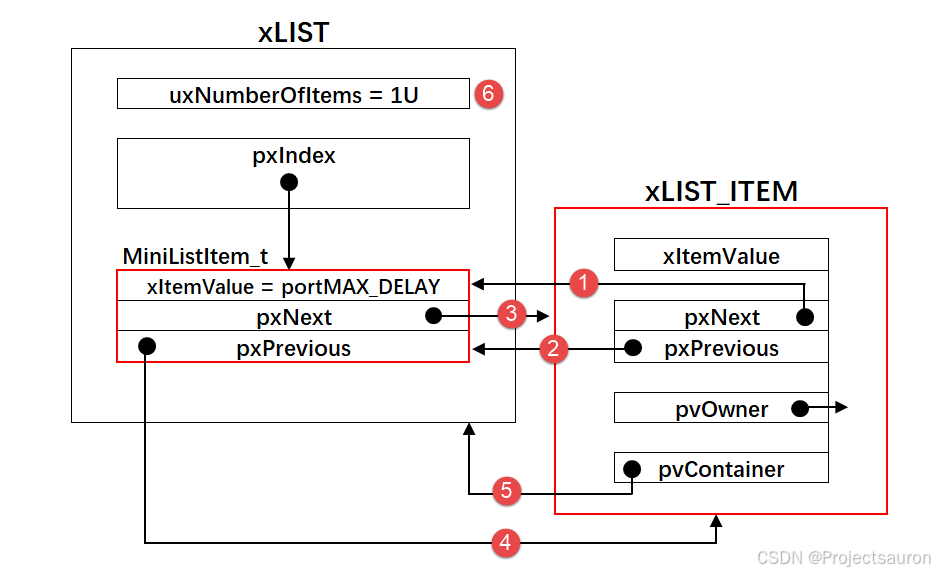 xLIST
uxNumberOfItems = 1U
6
pxIndex
xLIST_ITEM
MiniListItem_t
xItemValue
xItemValue = portMAX_DELAY
1
pxNext
3
pxNext
pxPrevious
2
pxPrevious
pvOwner
pvContainer
5
4
CSDN @Projectsauron